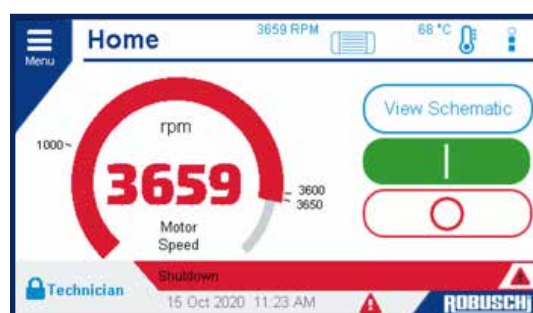 Home
3659 RPM
68 °C
Menu
View Schematic
rpm
1000
3659
3600
3650
Motor
Speed
Shutdown
Technician
15 Oct 2020 11:23 AM
ROBUSCHI